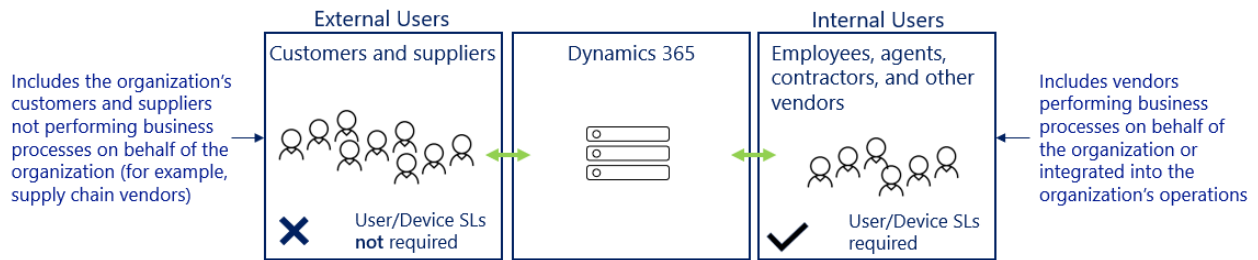 External Users
Internal Users
Customers and suppliers
Dynamics 365
Employees, agents,
contractors, and other
vendors
Includes the organization's
customers and suppliers
not performing business
processes on behalf of the
organization (for example,
supply chain vendors)
Includes vendors
performing business
processes on behalf of
the organization or
integrated into the
organization's operations
User/Device SLs
not required
User/Device SLs
required